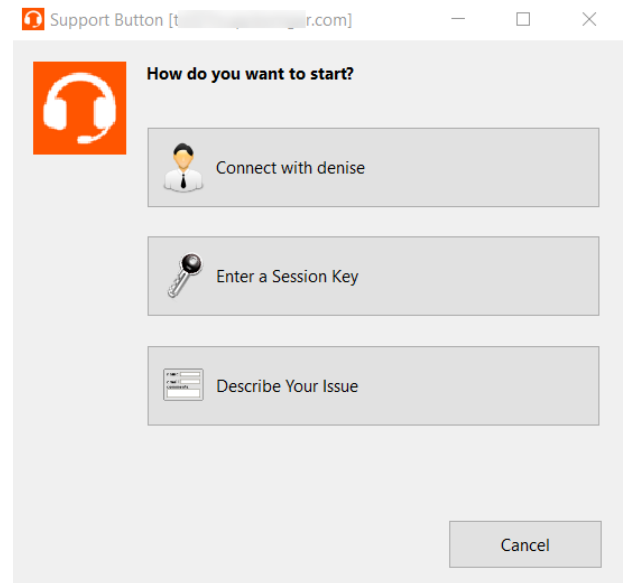 Support Button [t r.com]
How do you want to start?
Connect with denise
Enter a Session Key
Describe Your Issue
Cancel